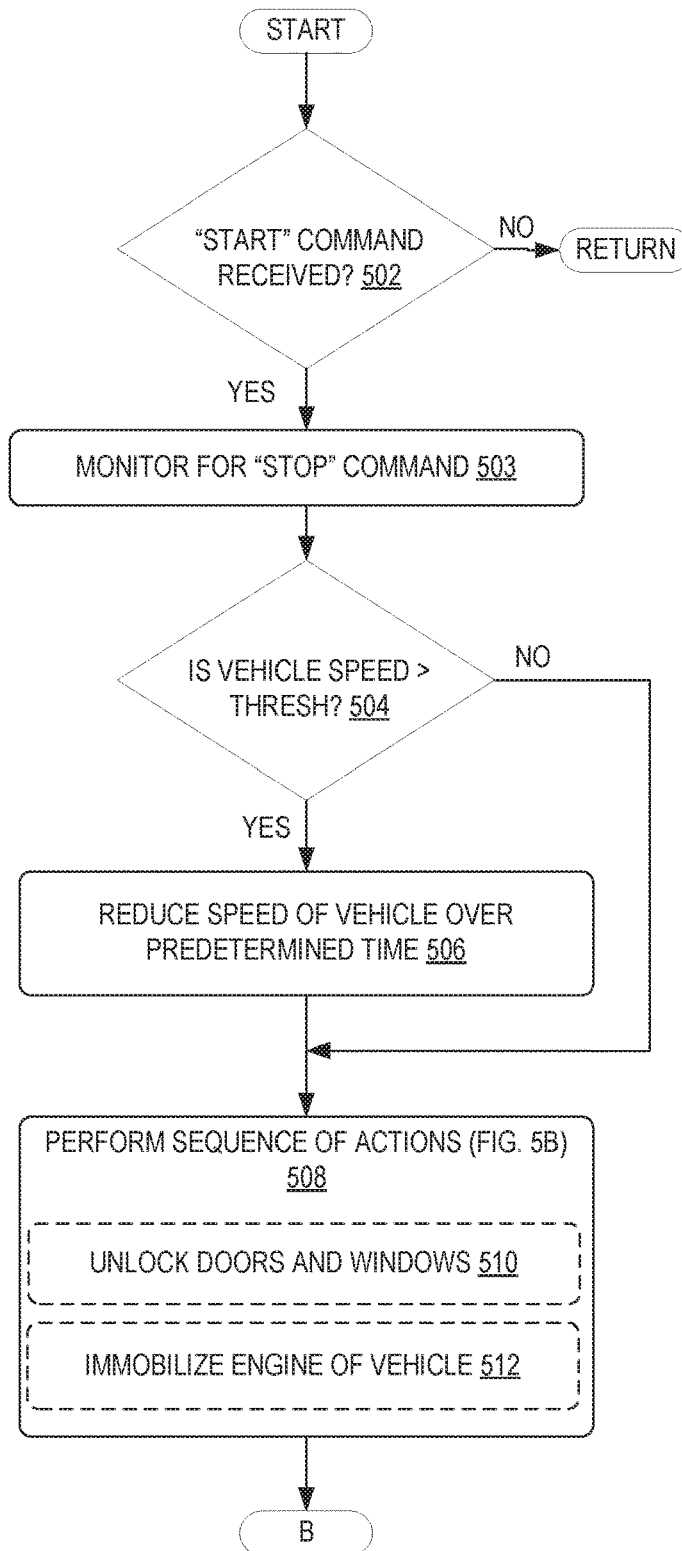 START
"START" COMMAND
RECEIVED? 502
NO
RETURN
YES
MONITOR FOR "STOP" COMMAND 503
IS VEHICLE SPEED >
THRESH? 504
NO
YES
REDUCE SPEED OF VEHICLE OVER
PREDETERMINED TIME 506
PERFORM SEQUENCE OF ACTIONS (FIG. 5B)
508
UNLOCK DOORS AND WINDOWS 510
IMMOBILIZE ENGINE OF VEHICLE 512
B